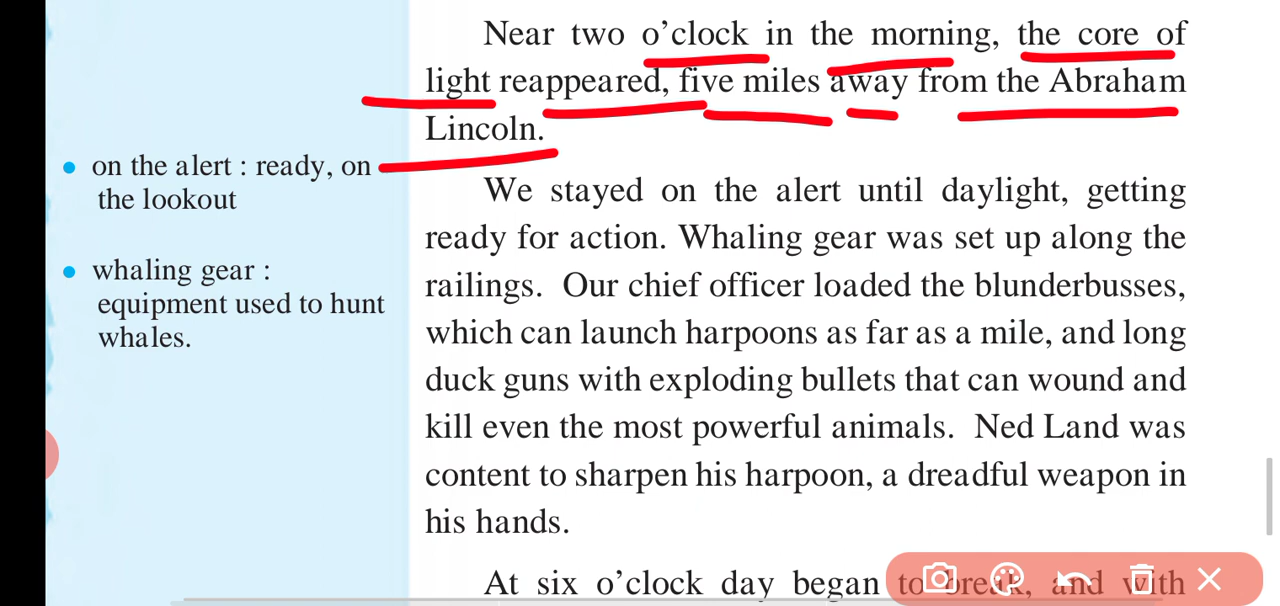 Near two o’clock in the morning, the core of
light reappeared, five miles away from the Abraham
Lincoln.
• on the alert : ready, on
the lookout
• whaling gear :
equipment used to hunt
whales.
We stayed on the alert until daylight, getting
ready for action. Whaling gear was set up along the
railings. Our chief officer loaded the blunderbusses,
which can launch harpoons as far as a mile, and long
duck guns with exploding bullets that can wound and
kill even the most powerful animals. Ned Land was
content to sharpen his harpoon, a dreadful weapon in
his hands.
At six o’clock day began to break, and with